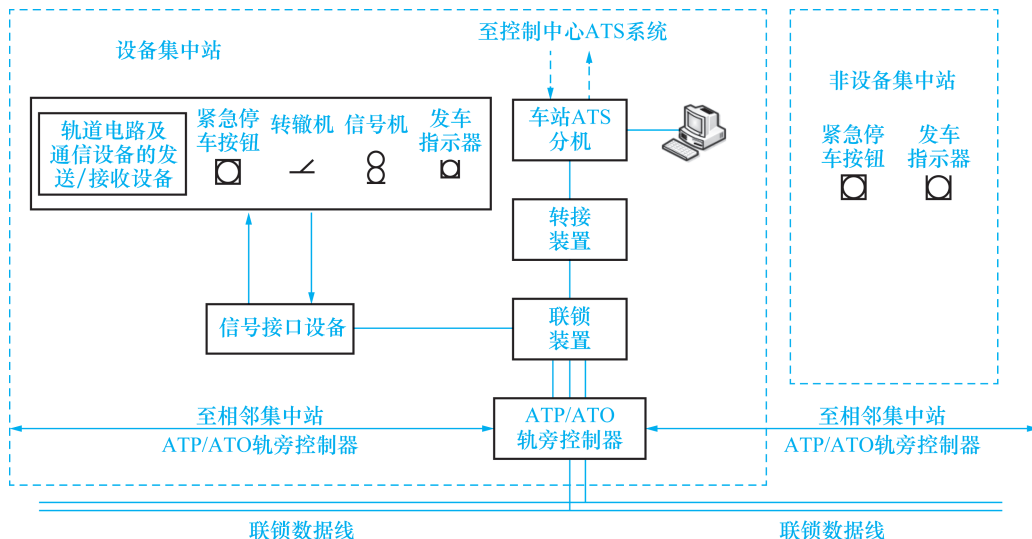 至控制中心ATS系统
设备集中站
非设备集中站
轨道电路及
通信设备的发
送/接收设备
紧急停
车按钮
转辙机
信号机
发车
指示器
车站ATS
分机
紧急停
车按钮
发车
指示器
转接
装置
信号接口设备
联锁
装置
至相邻集中站
ATP/ATO轨旁控制器
ATP/ATO
轨旁控制器
至相邻集中站
ATP/ATO轨旁控制器
联锁数据线
联锁数据线